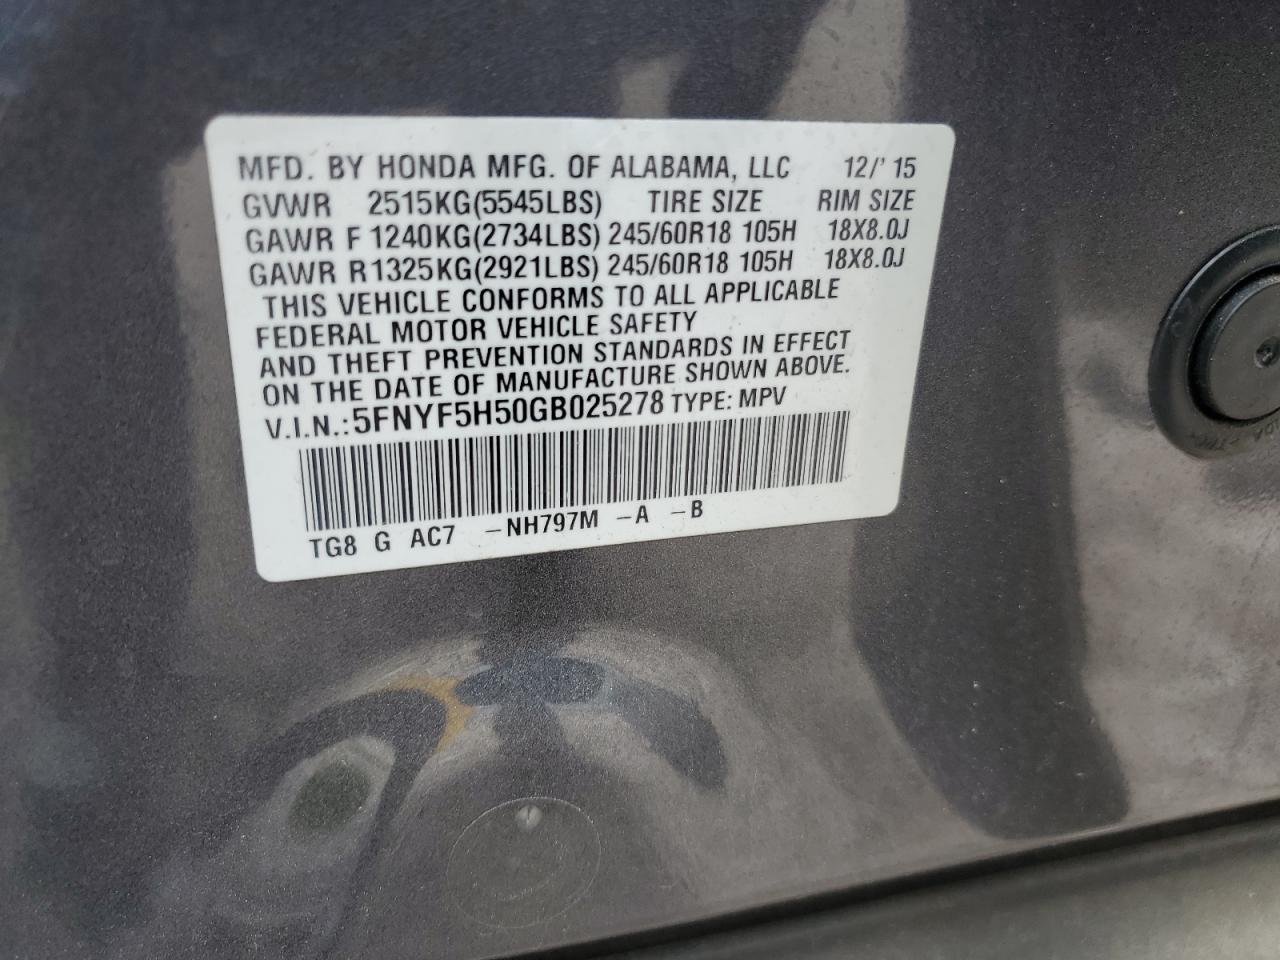 MFD. BY HONDA MFG. OF ALABAMA, LLC 12/'15
GVWR 2515KG(5545LBS) TIRE SIZE RIM SIZE
GAWR F 1240KG(2734LBS) 245/60R18 105H 18X8.0J
GAWR R1325KG(2921LBS) 245/60R18 105H 18X8.0J
THIS VEHICLE CONFORMS TO ALL APPLICABLE
FEDERAL MOTOR VEHICLE SAFETY
AND THEFT PREVENTION STANDARDS IN EFFECT
ON THE DATE OF MANUFACTURE SHOWN ABOVE.
V.I.N.:5FNYF5H50GB025278 TYPE: MPV
TG8 G AC7 -NH797M -A -B